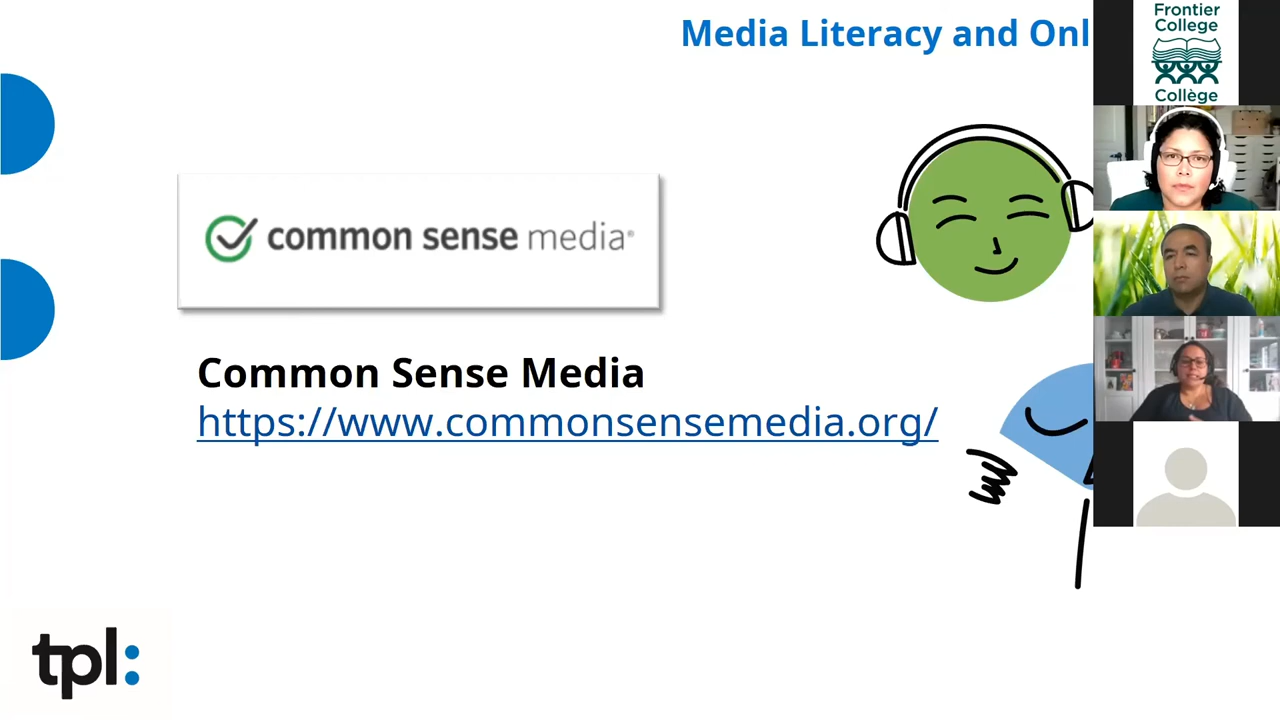 Media Literacy and Onl
Frontier
College
Collège
common sense media®
Common Sense Media
https://www.commonsensemedia.org/
tpl: